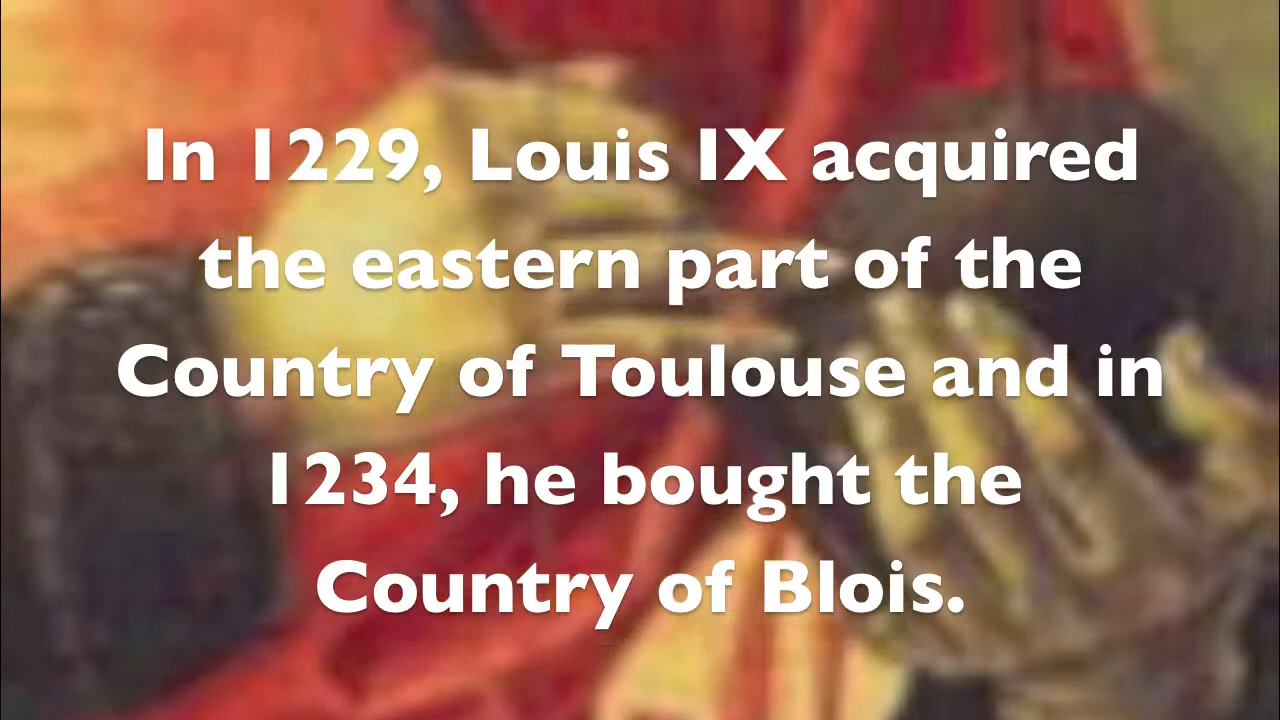 In 1229, Louis IX acquired
the eastern part of the
Country of Toulouse and in
1234, he bought the
Country of Blois.